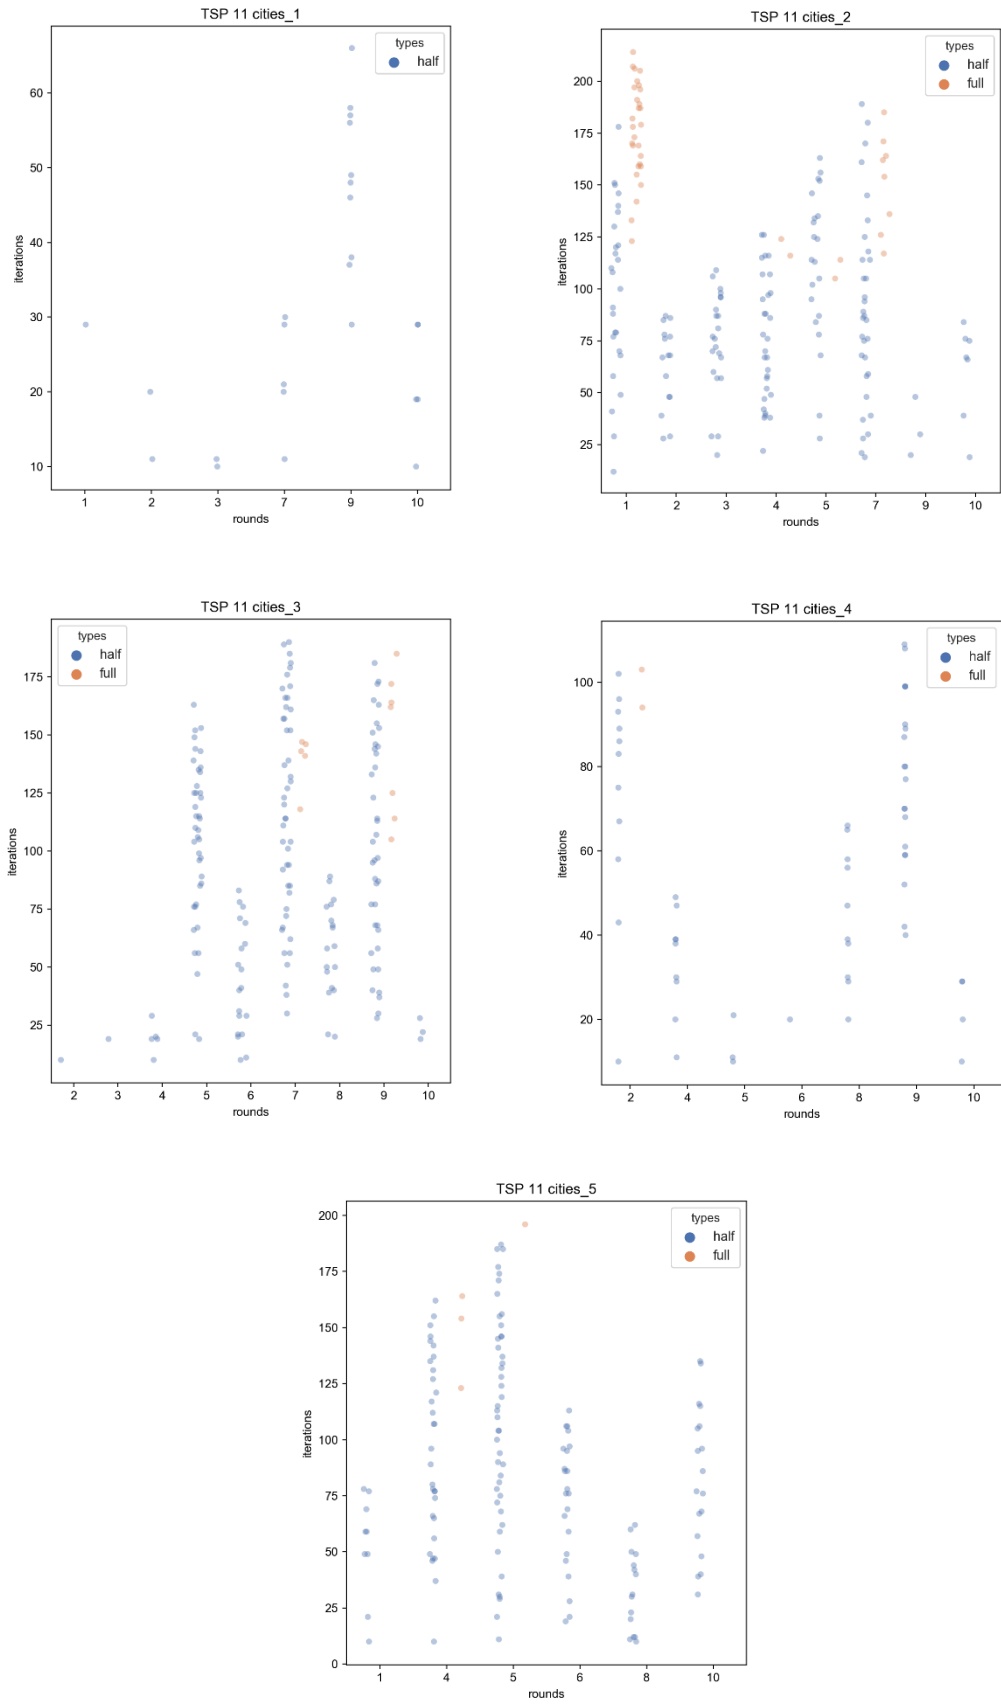 TSP 11 cities_1
types
half
60
50
40
30
20
10
iterations
1 2 3 7 9 10
rounds
TSP 11 cities_2
types
half
full
200
175
150
125
100
75
50
25
iterations
1 2 3 4 5 7 9 10
rounds
TSP 11 cities_3
types
half
full
175
150
125
100
75
50
25
iterations
2 3 4 5 6 7 8 9 10
rounds
TSP 11 cities_4
types
half
full
100
80
60
40
20
iterations
2 4 5 6 8 9 10
rounds
TSP 11 cities_5
types
half
full
200
175
150
125
100
75
50
25
0
iterations
1 4 5 6 8 10
rounds